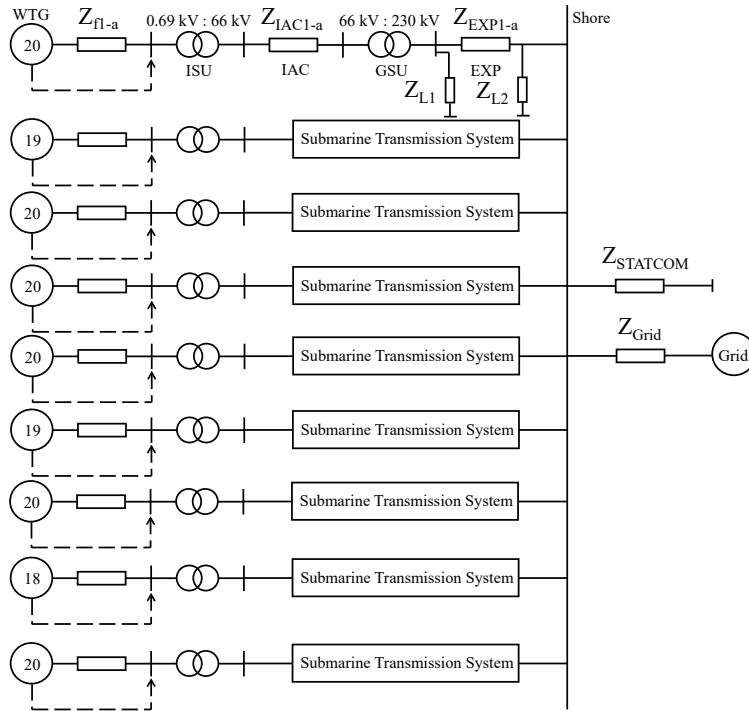 WTG
Z_f1-a
0.69 kV : 66 kV
Z_IAC1-a
66 kV : 230 kV
Z_EXP1-a
Shore
20
ISU
IAC
GSU
EXP
Z_L1
Z_L2
19
Submarine Transmission System
20
Submarine Transmission System
20
Submarine Transmission System
Z_STATCOM
20
Submarine Transmission System
Z_Grid
Grid
19
Submarine Transmission System
20
Submarine Transmission System
18
Submarine Transmission System
20
Submarine Transmission System